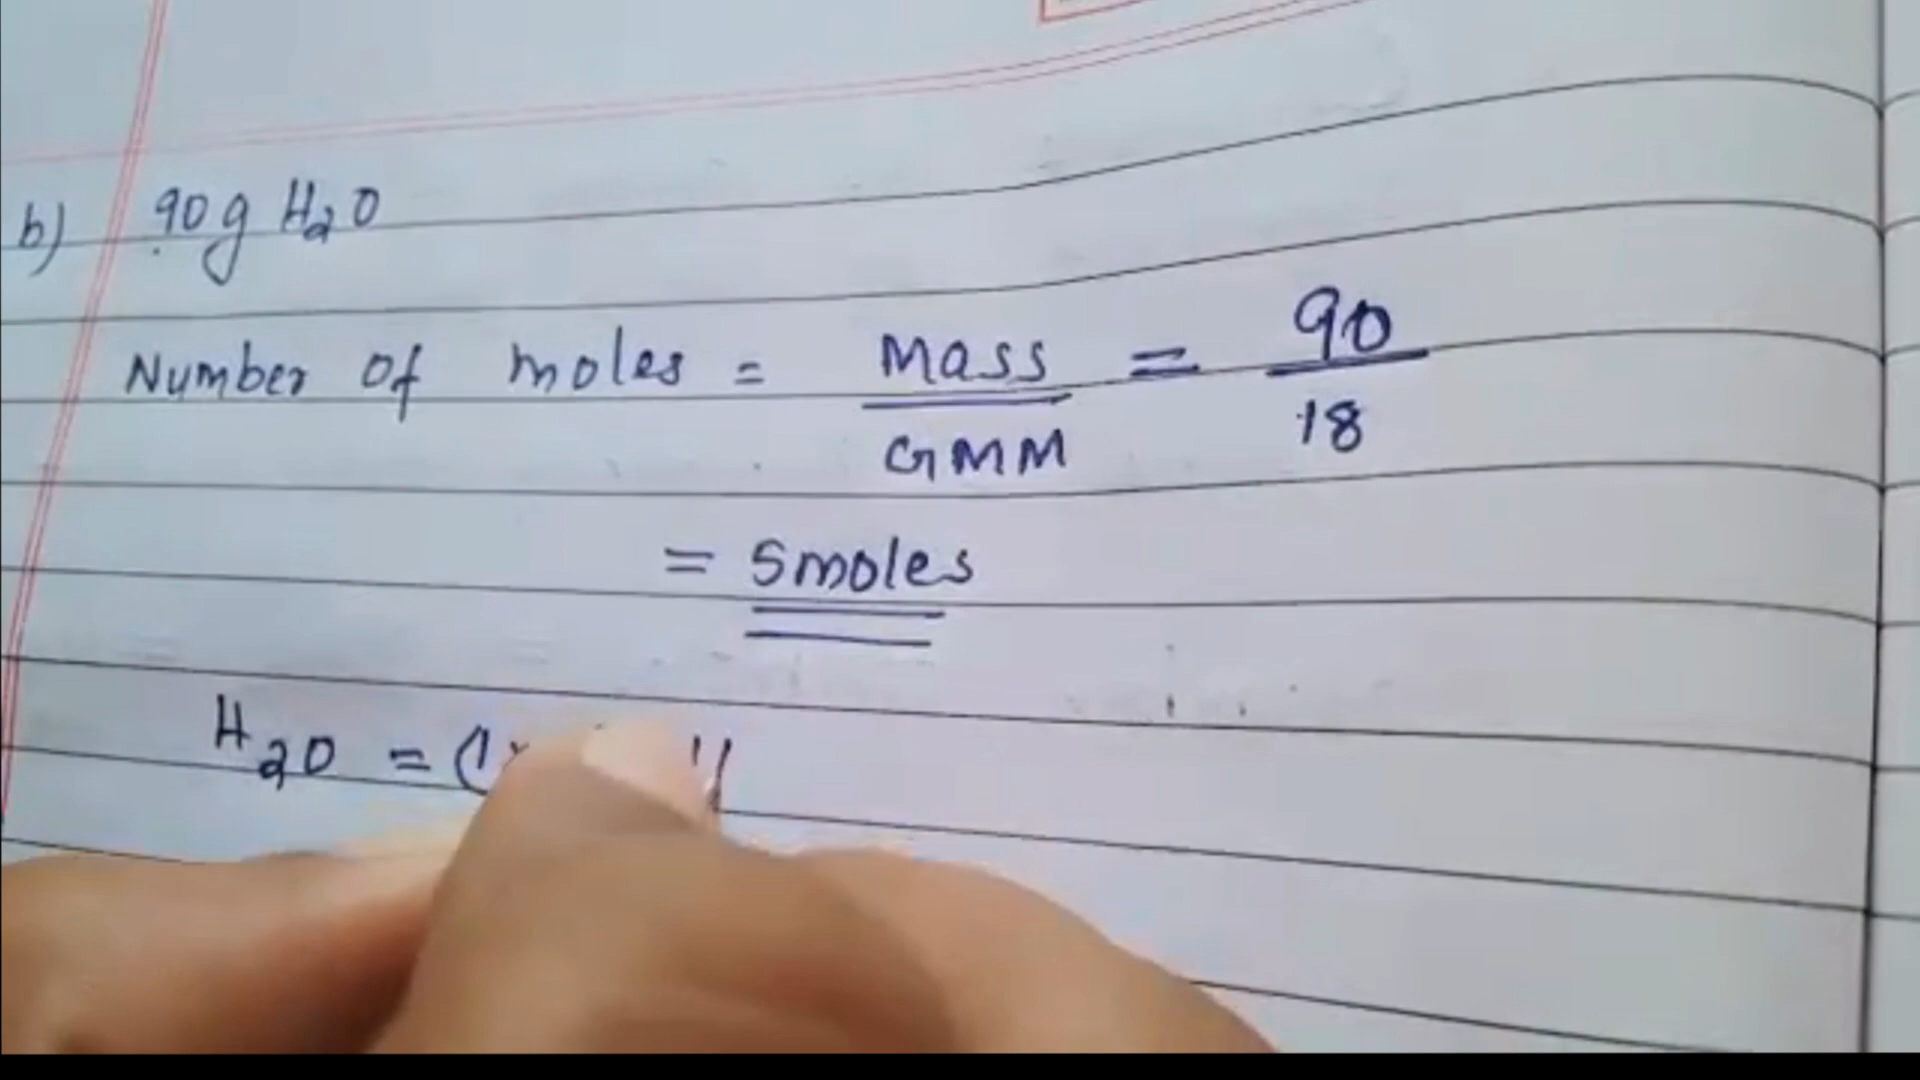 b) 90g H2O
Number of moles = Mass/GMM = 90/18
= 5moles
H2O = (1×